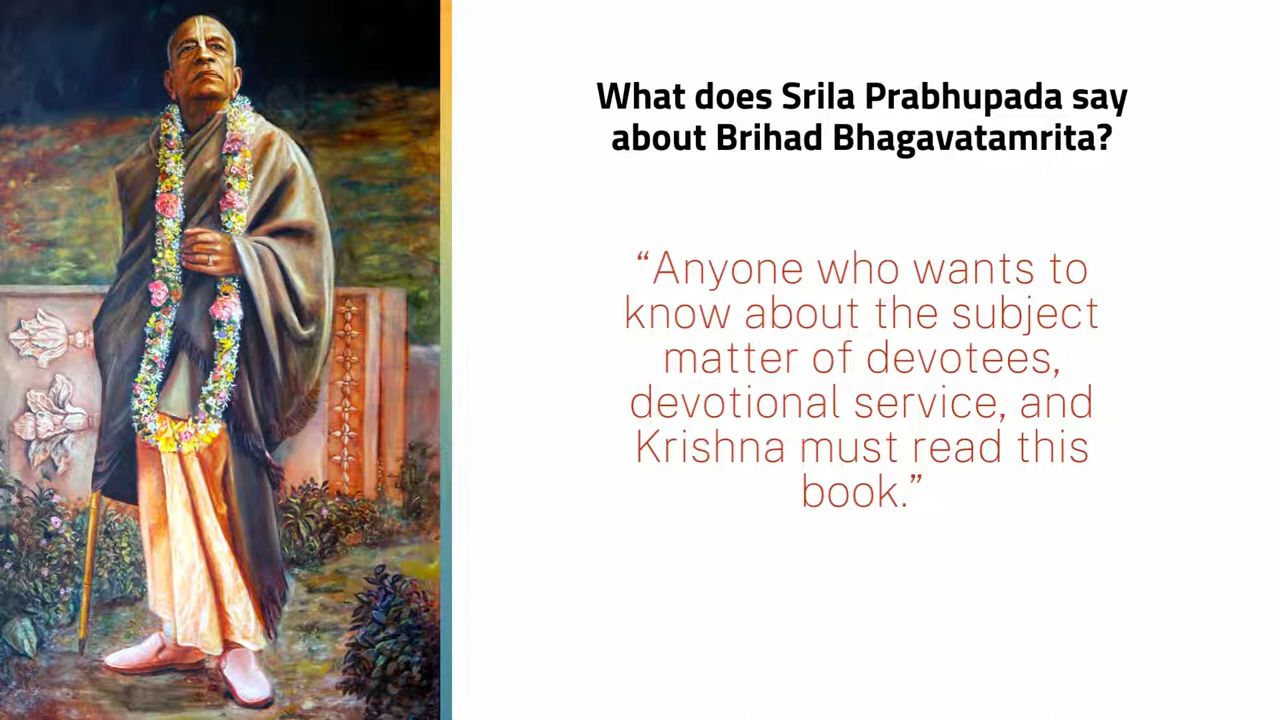 What does Srila Prabhupada say
about Brihad Bhagavatamrita?
“Anyone who wants to
know about the subject
matter of devotees,
devotional service, and
Krishna must read this
book.”